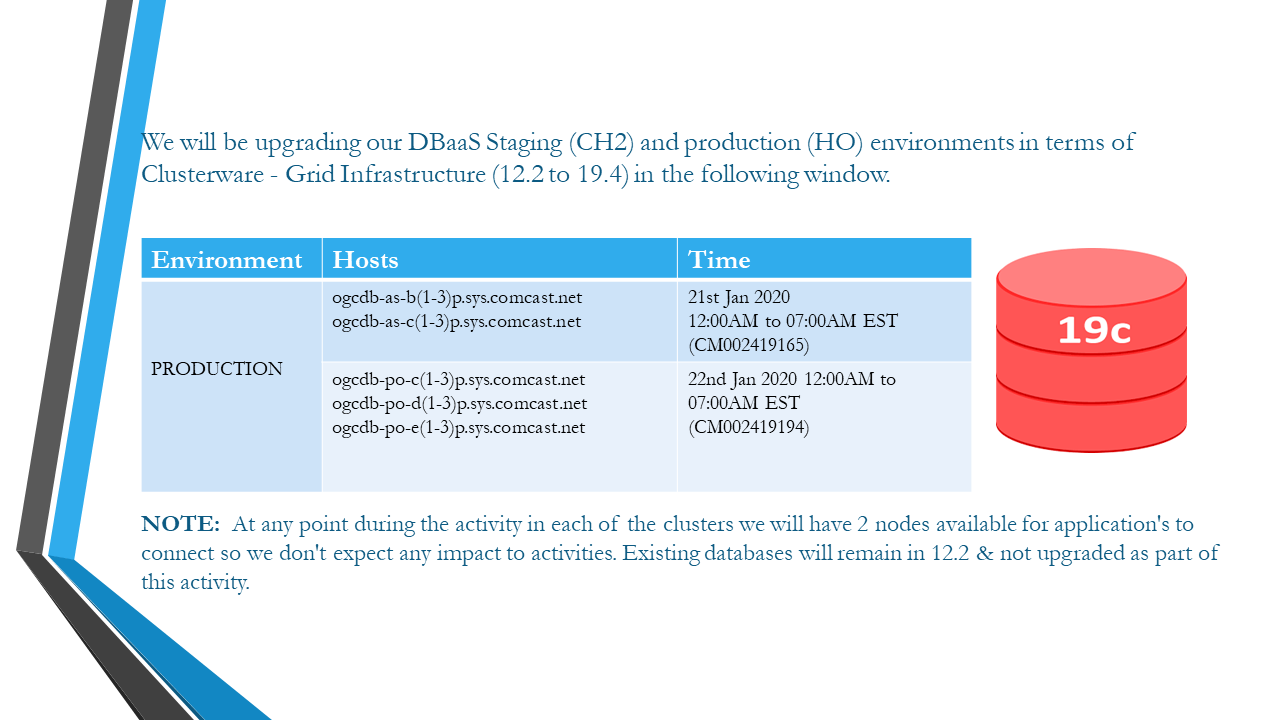 We will be upgrading our DBaaS Staging (CH2) and production (HO) environments in terms of
Clusterware - Grid Infrastructure (12.2 to 19.4) in the following window.
Environment
Hosts
Time
PRODUCTION
ogcdb-as-b(1-3)p.sys.comcast.net
ogcdb-as-c(1-3)p.sys.comcast.net
21st Jan 2020
12:00AM to 07:00AM EST
(CM002419165)
ogcdb-po-c(1-3)p.sys.comcast.net
ogcdb-po-d(1-3)p.sys.comcast.net
ogcdb-po-e(1-3)p.sys.comcast.net
22nd Jan 2020 12:00AM to
07:00AM EST
(CM002419194)
19c
NOTE: At any point during the activity in each of the clusters we will have 2 nodes available for application's to
connect so we don't expect any impact to activities. Existing databases will remain in 12.2 & not upgraded as part of
this activity.